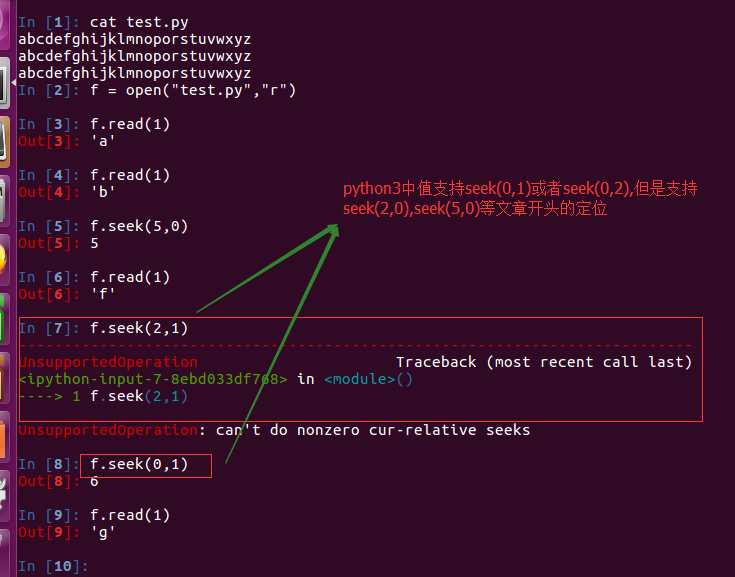 In [1]: cat test.py
abcdefghijklmnoporstuvwxyz
abcdefghijklmnoporstuvwxyz
abcdefghijklmnoporstuvwxyz
In [2]: f = open("test.py","r")
In [3]: f.read(1)
Out[3]: 'a'
In [4]: f.read(1)
Out[4]: 'b'
python3中值支持seek(0,1)或者seek(0,2),但是支持
seek(2,0),seek(5,0)等文章开头的定位
In [5]: f.seek(5,0)
Out[5]: 5
In [6]: f.read(1)
Out[6]: 'f'
In [7]: f.seek(2,1)
---------------------------------------------------------------------------
UnsupportedOperation                      Traceback (most recent call last)
<ipython-input-7-8ebd033df768> in <module>()
----> 1 f.seek(2,1)
UnsupportedOperation: can't do nonzero cur-relative seeks
In [8]: f.seek(0,1)
Out[8]: 6
In [9]: f.read(1)
Out[9]: 'g'
In [10]: